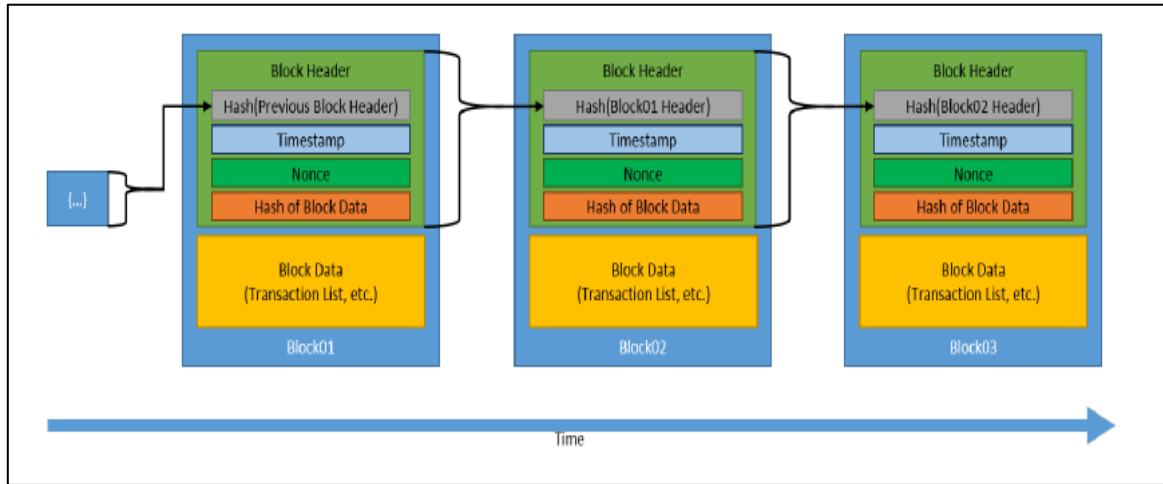 {...}
Block Header
Hash(Previous Block Header)
Timestamp
Nonce
Hash of Block Data
Block Data
(Transaction List, etc.)
Block01
Block Header
Hash(Block01 Header)
Timestamp
Nonce
Hash of Block Data
Block Data
(Transaction List, etc.)
Block02
Block Header
Hash(Block02 Header)
Timestamp
Nonce
Hash of Block Data
Block Data
(Transaction List, etc.)
Block03
Time